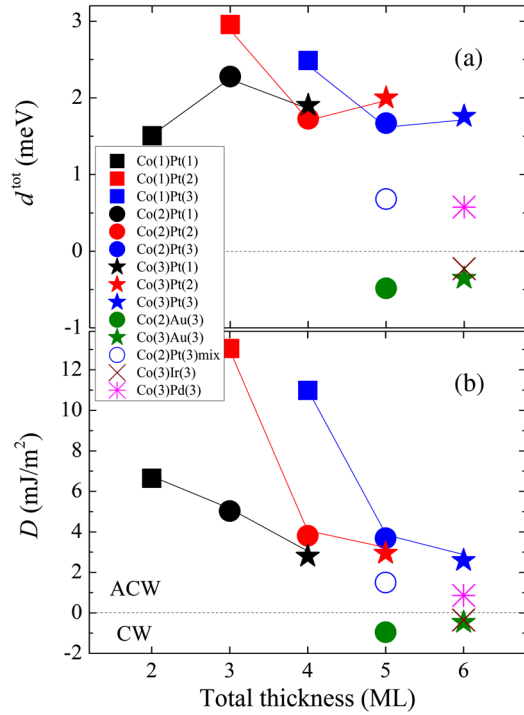 3
(a)
2
1
0
-1
d^tot (meV)
Co(1)Pt(1)
Co(1)Pt(2)
Co(1)Pt(3)
Co(2)Pt(1)
Co(2)Pt(2)
Co(2)Pt(3)
Co(3)Pt(1)
Co(3)Pt(2)
Co(3)Pt(3)
Co(2)Au(3)
Co(3)Au(3)
Co(2)Pt(3)mix
Co(3)Ir(3)
Co(3)Pd(3)
(b)
12
10
8
6
4
2
0
-2
D (mJ/m²)
ACW
CW
2 3 4 5 6
Total thickness (ML)